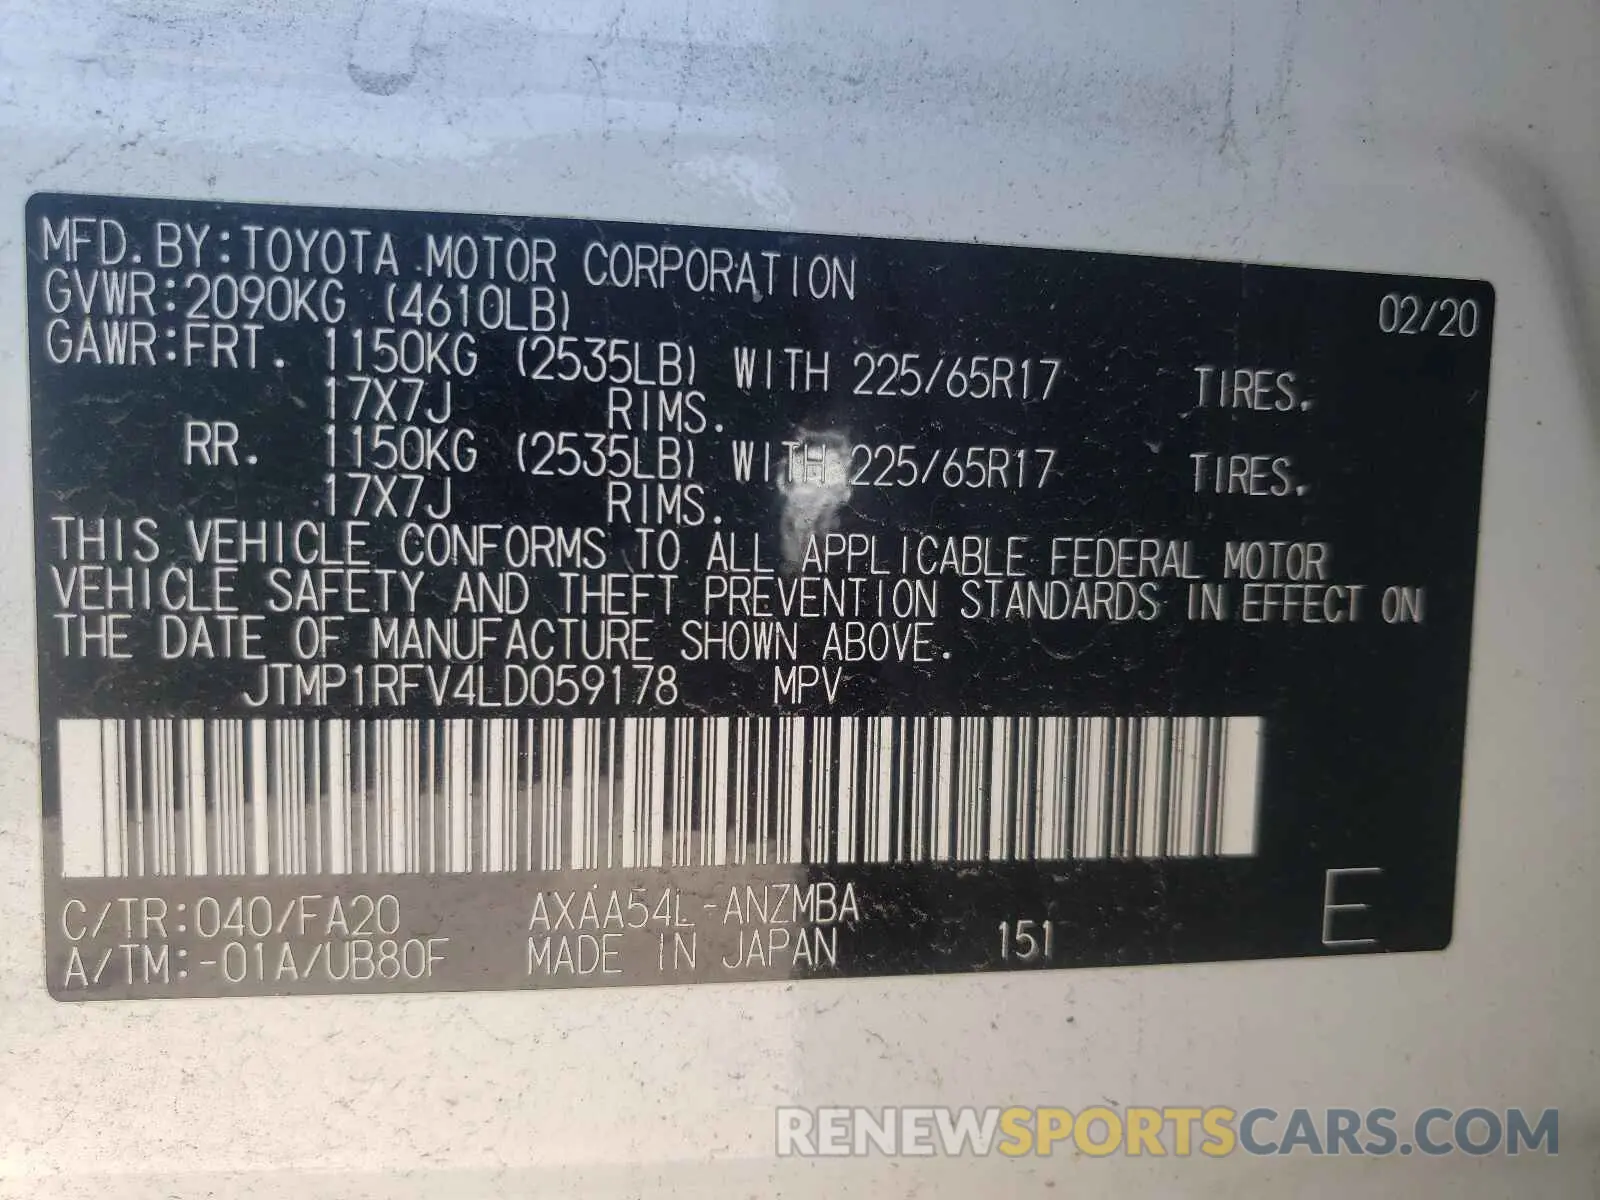 MFD.BY:TOYOTA MOTOR CORPORATION 02/20
GVWR:2090KG (4610LB)
GAWR:FRT. 1150KG (2535LB) WITH 225/65R17 TIRES.
17X7J RIMS.
RR. 1150KG (2535LB) WITH 225/65R17 TIRES.
17X7J RIMS.
THIS VEHICLE CONFORMS TO ALL APPLICABLE FEDERAL MOTOR
VEHICLE SAFETY AND THEFT PREVENTION STANDARDS IN EFFECT ON
THE DATE OF MANUFACTURE SHOWN ABOVE.
JTMP1RFV4LD059178 MPV
C/TR:040/FA20 AXAA54L-ANZMBA
A/TM:-01A/UB80F MADE IN JAPAN 151 E
RENEWSPORTSCARS.COM